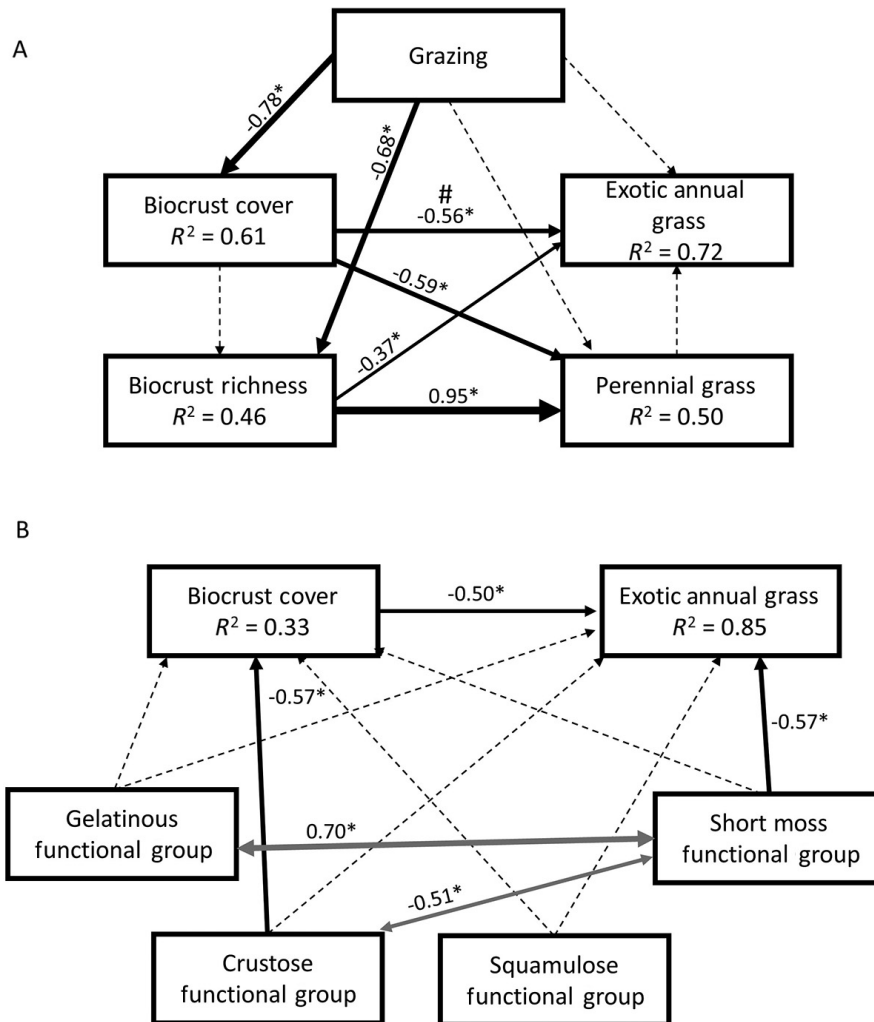 A
Grazing
-0.78*
-0.68*
Biocrust cover
R² = 0.61
#
-0.56*
Exotic annual
grass
R² = 0.72
-0.59*
-0.37*
Biocrust richness
R² = 0.46
0.95*
Perennial grass
R² = 0.50
B
Biocrust cover
R² = 0.33
-0.50*
Exotic annual grass
R² = 0.85
-0.57*
-0.57*
Gelatinous
functional group
0.70*
Short moss
functional group
-0.51*
Crustose
functional group
Squamulose
functional group